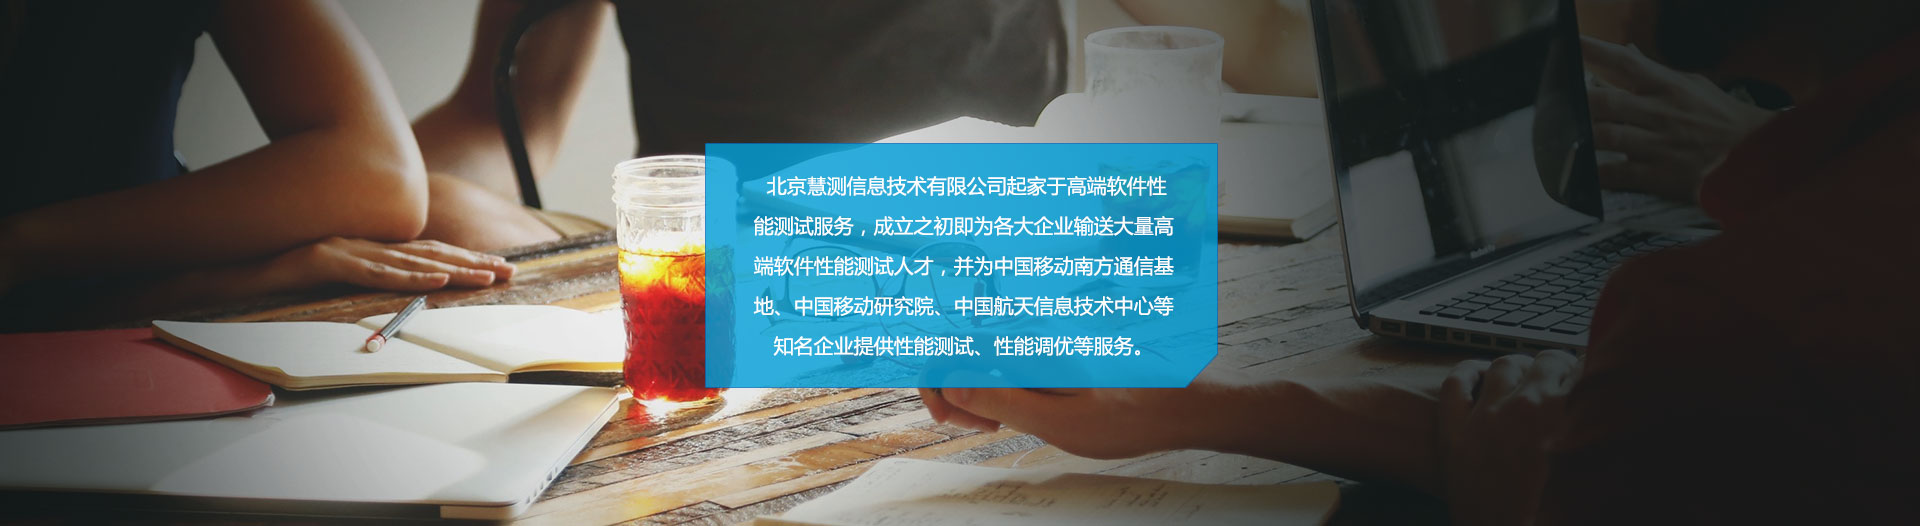 北京慧测信息技术有限公司起家于高端软件性
能测试服务，成立之初即为各大企业输送大量高
端软件性能测试人才，并为中国移动南方通信基
地、中国移动研究院、中国航天信息技术中心等
知名企业提供性能测试、性能调优等服务。